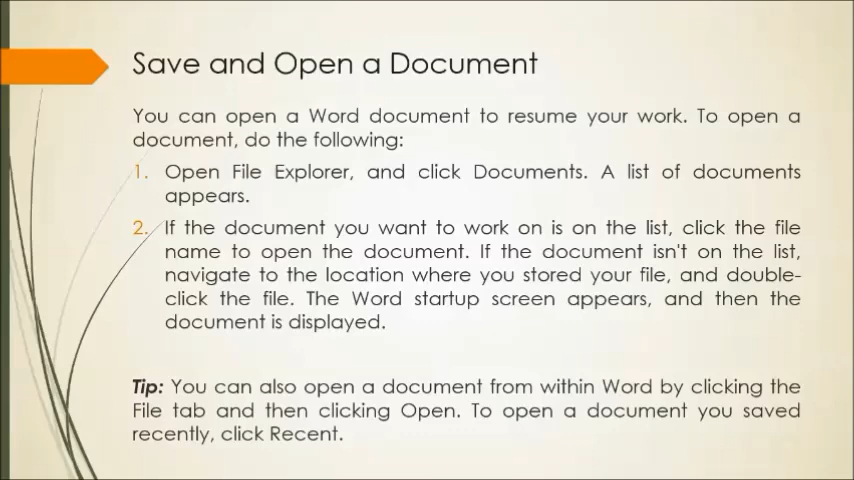 Save and Open a Document
You can open a Word document to resume your work. To open a
document, do the following:
1. Open File Explorer, and click Documents. A list of documents
appears.
2. If the document you want to work on is on the list, click the file
name to open the document. If the document isn't on the list,
navigate to the location where you stored your file, and double-
click the file. The Word startup screen appears, and then the
document is displayed.
Tip: You can also open a document from within Word by clicking the
File tab and then clicking Open. To open a document you saved
recently, click Recent.